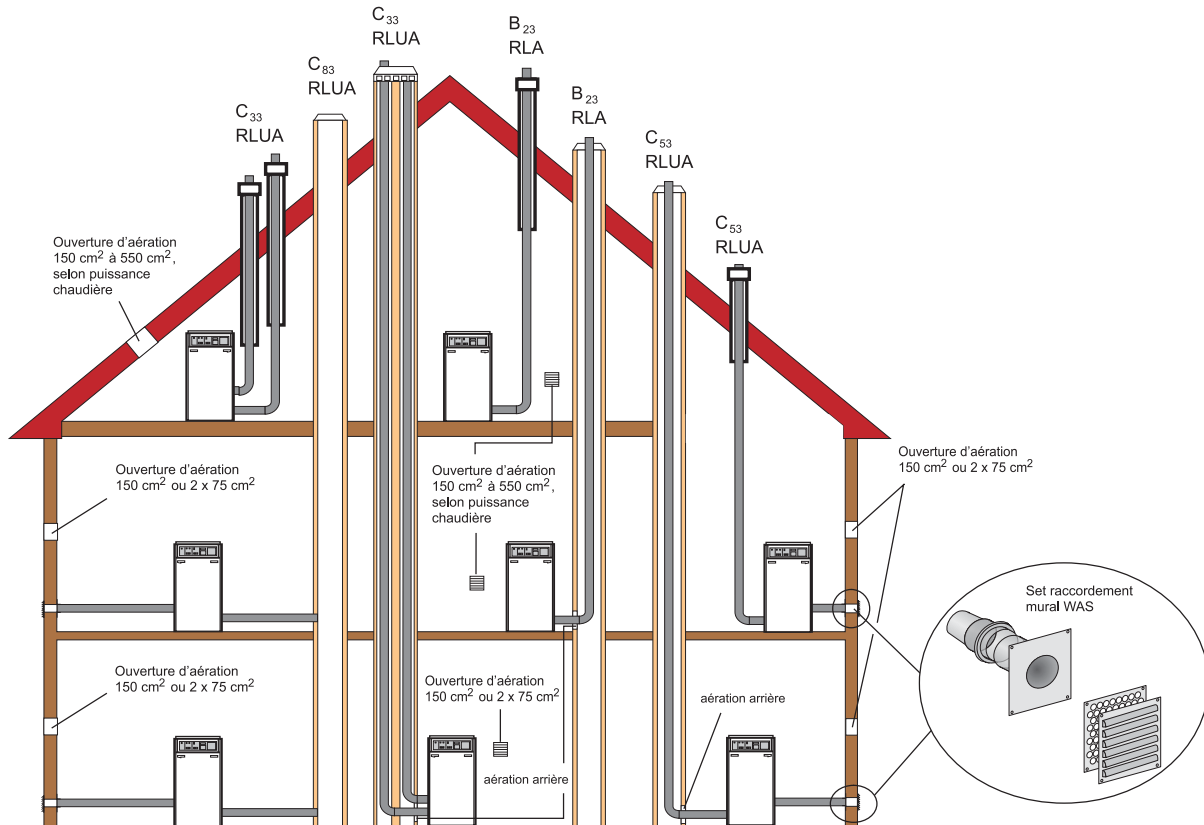 C33
RLUA
B23
RLA
C83
RLUA
B23
RLA
C33
RLUA
C53
RLUA
C53
RLUA
Ouverture d'aération
150 cm² à 550 cm²,
selon puissance
chaudière
Ouverture d'aération
150 cm² ou 2 x 75 cm²
Ouverture d'aération
150 cm² à 550 cm²,
selon puissance
chaudière
Ouverture d'aération
150 cm² ou 2 x 75 cm²
Set raccordement
mural WAS
Ouverture d'aération
150 cm² ou 2 x 75 cm²
Ouverture d'aération
150 cm² ou 2 x 75 cm²
aération arrière
aération arrière